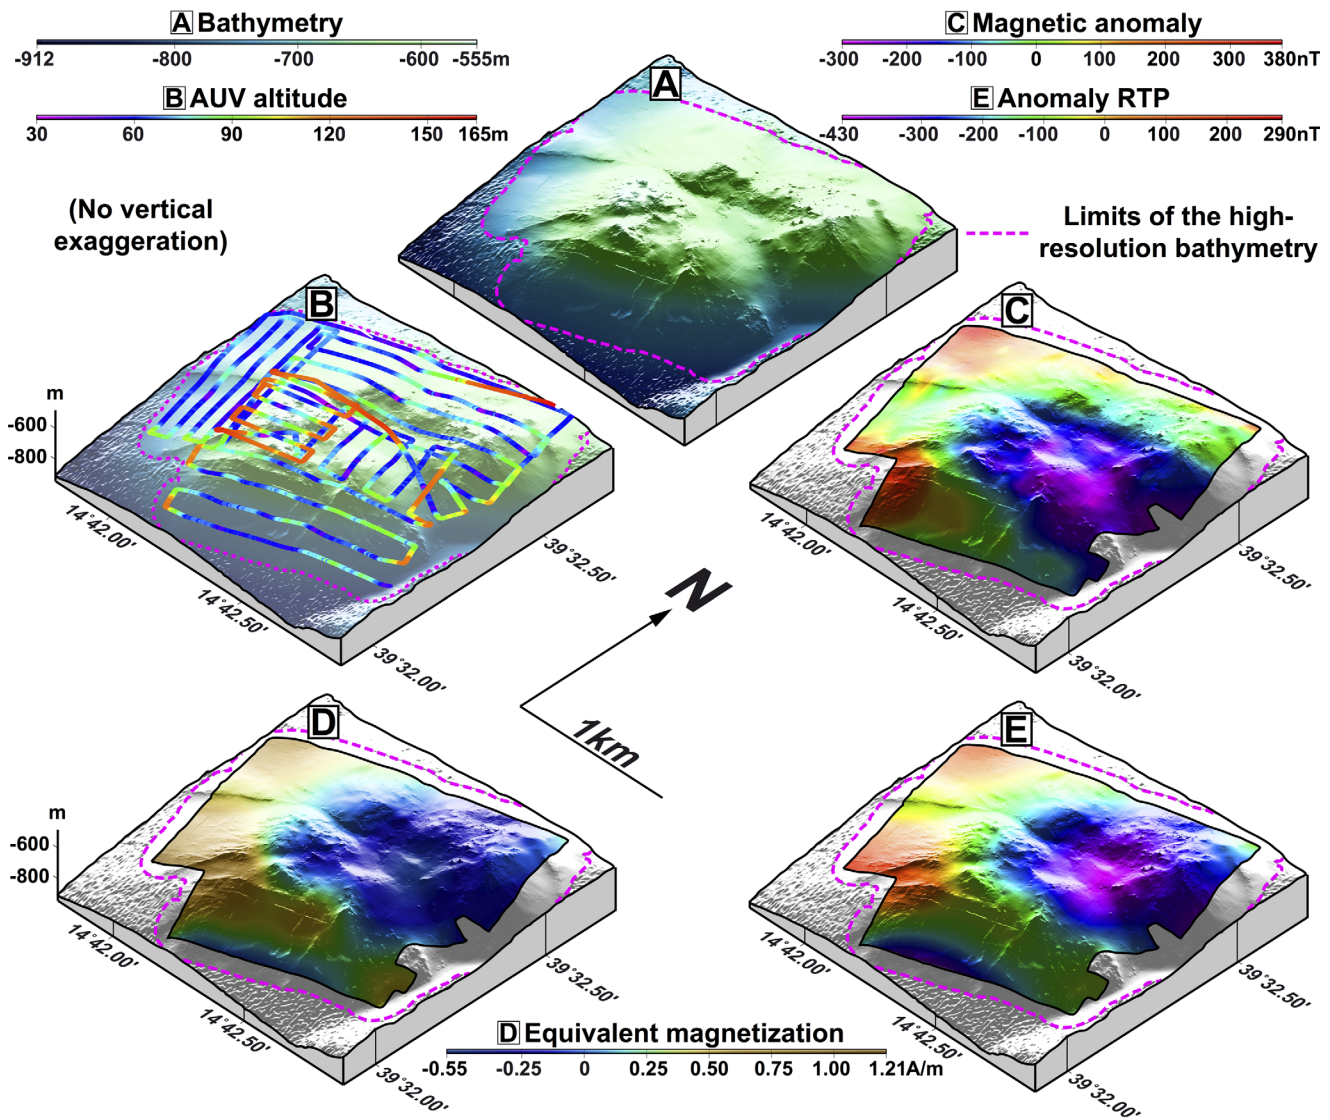 A Bathymetry
-912 -800 -700 -600 -555m
B AUV altitude
30 60 90 120 150 165m
C Magnetic anomaly
-300 -200 -100 0 100 200 300 380nT
E Anomaly RTP
-430 -300 -200 -100 0 100 200 290nT
(No vertical
exaggeration)
A
Limits of the high-
resolution bathymetry
B
m
-600
-800
14°42.00'
14°42.50'
39°32.00'
39°32.50'
C
14°42.00'
14°42.50'
39°32.00'
39°32.50'
N
1km
D
m
-600
-800
14°42.00'
14°42.50'
39°32.00'
39°32.50'
E
14°42.00'
14°42.50'
39°32.00'
39°32.50'
D Equivalent magnetization
-0.55 -0.25 0 0.25 0.50 0.75 1.00 1.21A/m